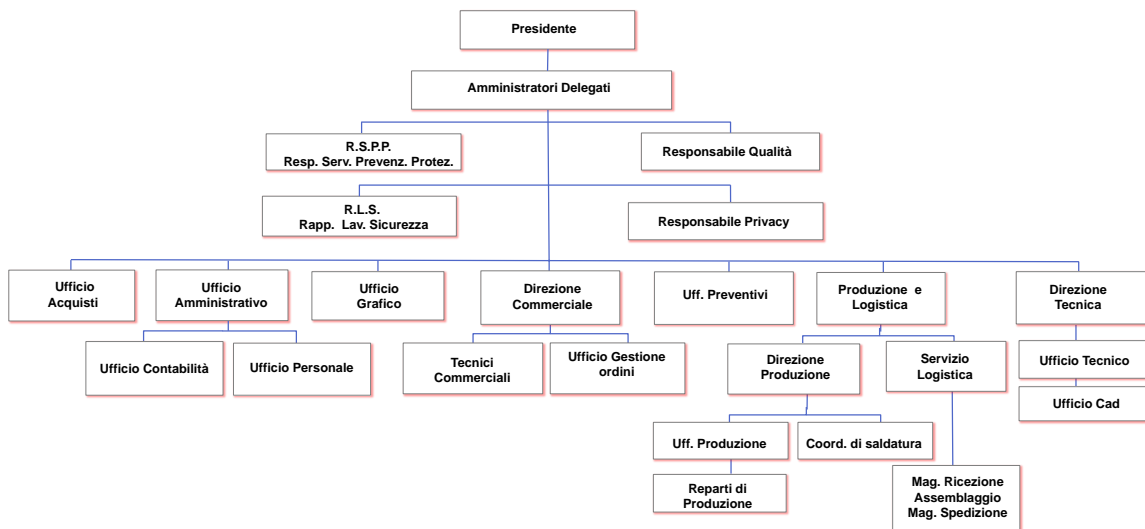 Presidente
Amministratori Delegati
R.S.P.P.
Resp. Serv. Prevenz. Protez.
Responsabile Qualità
R.L.S.
Rapp. Lav. Sicurezza
Responsabile Privacy
Ufficio
Acquisti
Ufficio
Amministrativo
Ufficio
Grafico
Direzione
Commerciale
Uff. Preventivi
Produzione e
Logistica
Direzione
Tecnica
Ufficio Contabilità
Ufficio Personale
Tecnici
Commerciali
Ufficio Gestione
ordini
Direzione
Produzione
Servizio
Logistica
Ufficio Tecnico
Ufficio Cad
Uff. Produzione
Coord. di saldatura
Reparti di
Produzione
Mag. Ricezione
Assemblaggio
Mag. Spedizione